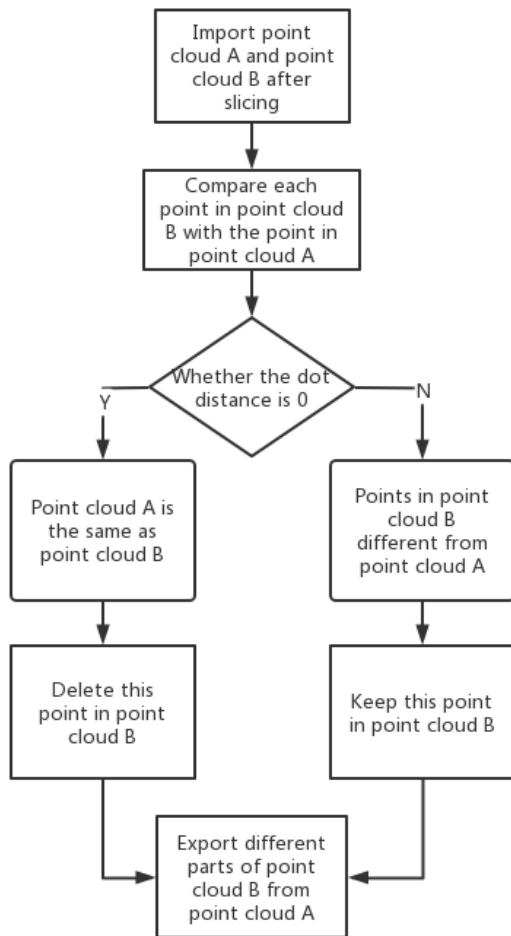 Import point
cloud A and point
cloud B after
slicing
Compare each
point in point cloud
B with the point in
point cloud A
Whether the dot
distance is 0
Y
N
Point cloud A is
the same as
point cloud B
Points in point
cloud B
different from
point cloud A
Delete this
point in point
cloud B
Keep this point
in point cloud B
Export different
parts of point
cloud B from
point cloud A